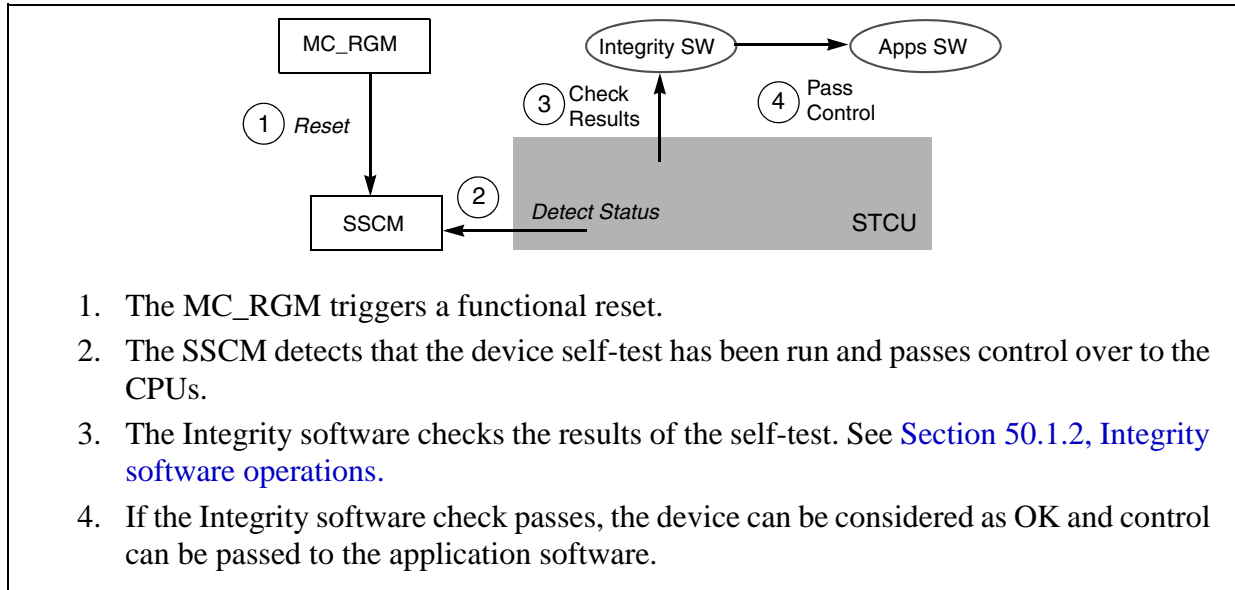 MC_RGM
Integrity SW
Apps SW
1
Reset
3
Check
Results
4
Pass
Control
SSCM
2
Detect Status
STCU
1. The MC_RGM triggers a functional reset.
2. The SSCM detects that the device self-test has been run and passes control over to the
CPUs.
3. The Integrity software checks the results of the self-test. See Section 50.1.2, Integrity
software operations.
4. If the Integrity software check passes, the device can be considered as OK and control
can be passed to the application software.